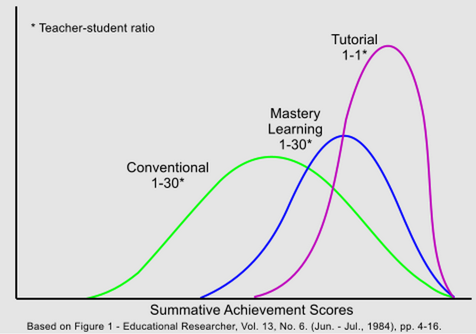 * Teacher-student ratio
Tutorial
1-1*
Mastery
Learning
1-30*
Conventional
1-30*
Summative Achievement Scores
Based on Figure 1 - Educational Researcher, Vol. 13, No. 6. (Jun. - Jul., 1984), pp. 4-16.